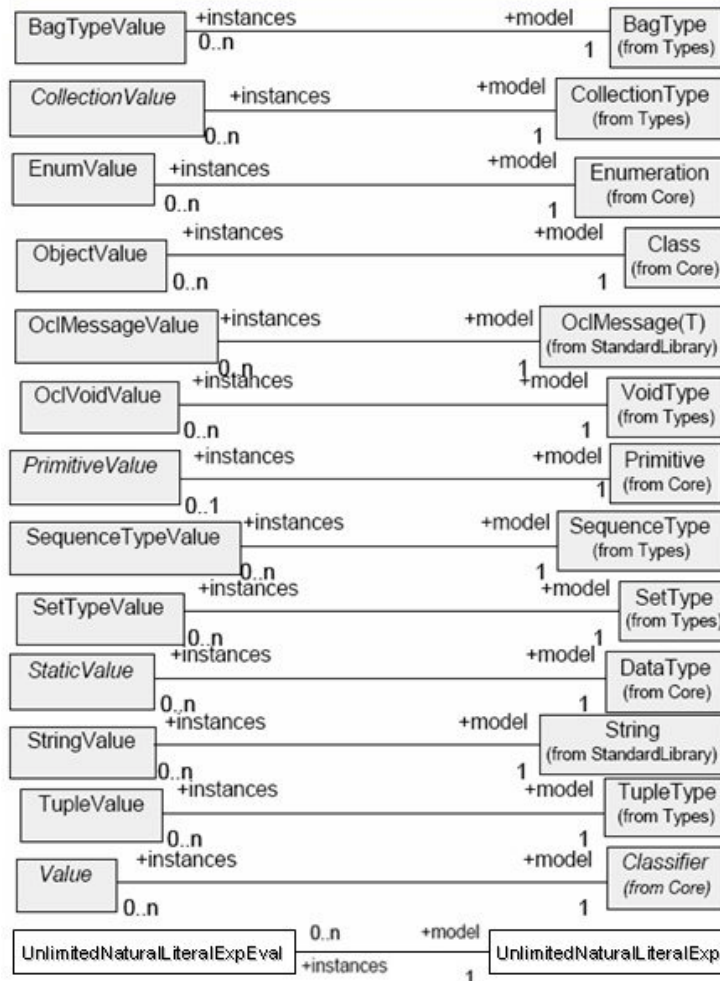 BagTypeValue +instances +model BagType
0..n 1 (from Types)
CollectionValue +instances +model CollectionType
0..n 1 (from Types)
EnumValue +instances +model Enumeration
0..n 1 (from Core)
ObjectValue +instances +model Class
0..n 1 (from Core)
OclMessageValue +instances +model OclMessage(T)
0..n 1 (from StandardLibrary)
OclVoidValue +instances +model VoidType
0..n 1 (from Types)
PrimitiveValue +instances +model Primitive
0..1 1 (from Core)
SequenceTypeValue +instances +model SequenceType
0..n 1 (from Types)
SetTypeValue +instances +model SetType
0..n 1 (from Types)
StaticValue +instances +model DataType
0..n 1 (from Core)
StringValue +instances +model String
0..n 1 (from StandardLibrary)
TupleValue +instances +model TupleType
0..n 1 (from Types)
Value +instances +model Classifier
0..n 1 (from Core)
0..n +model
UnlimitedNaturalLiteralExpEval UnlimitedNaturalLiteralExp
+instances 1